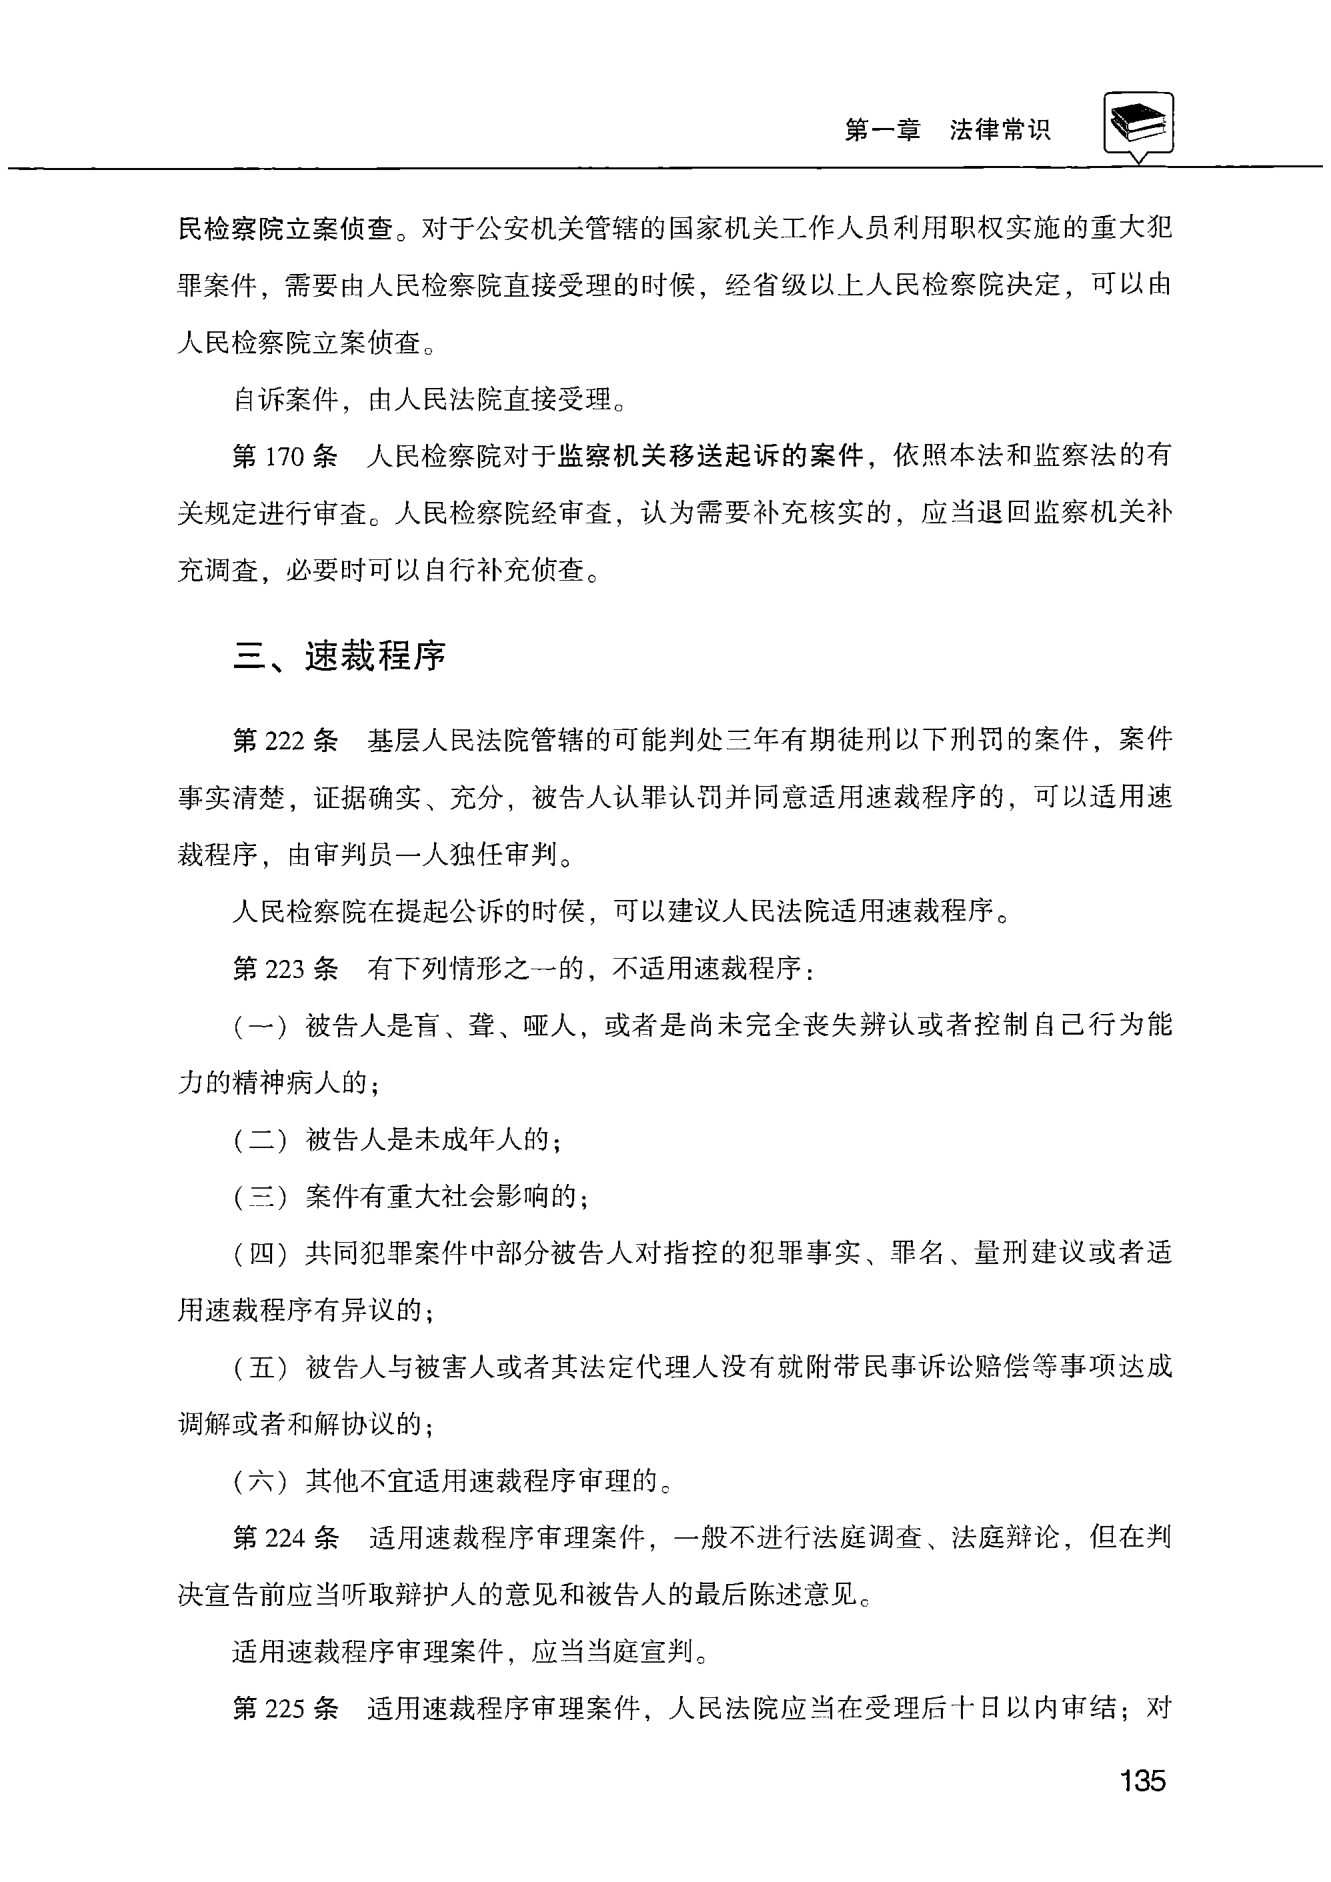 第一章　法律常识
民检察院立案侦查。对于公安机关管辖的国家机关工作人员利用职权实施的重大犯
罪案件，需要由人民检察院直接受理的时候，经省级以上人民检察院决定，可以由
人民检察院立案侦查。
自诉案件，由人民法院直接受理。
第 170 条　人民检察院对于监察机关移送起诉的案件，依照本法和监察法的有
关规定进行审查。人民检察院经审查，认为需要补充核实的，应当退回监察机关补
充调查，必要时可以自行补充侦查。
三、速裁程序
第 222 条　基层人民法院管辖的可能判处三年有期徒刑以下刑罚的案件，案件
事实清楚，证据确实、充分，被告人认罪认罚并同意适用速裁程序的，可以适用速
裁程序，由审判员一人独任审判。
人民检察院在提起公诉的时侯，可以建议人民法院适用速裁程序。
第 223 条　有下列情形之一的，不适用速裁程序：
（一）被告人是盲、聋、哑人，或者是尚未完全丧失辨认或者控制自己行为能
力的精神病人的；
（二）被告人是未成年人的；
（三）案件有重大社会影响的；
（四）共同犯罪案件中部分被告人对指控的犯罪事实、罪名、量刑建议或者适
用速裁程序有异议的；
（五）被告人与被害人或者其法定代理人没有就附带民事诉讼赔偿等事项达成
调解或者和解协议的；
（六）其他不宜适用速裁程序审理的。
第 224 条　适用速裁程序审理案件，一般不进行法庭调查、法庭辩论，但在判
决宣告前应当听取辩护人的意见和被告人的最后陈述意见。
适用速裁程序审理案件，应当当庭宣判。
第 225 条　适用速裁程序审理案件，人民法院应当在受理后十日以内审结；对
135